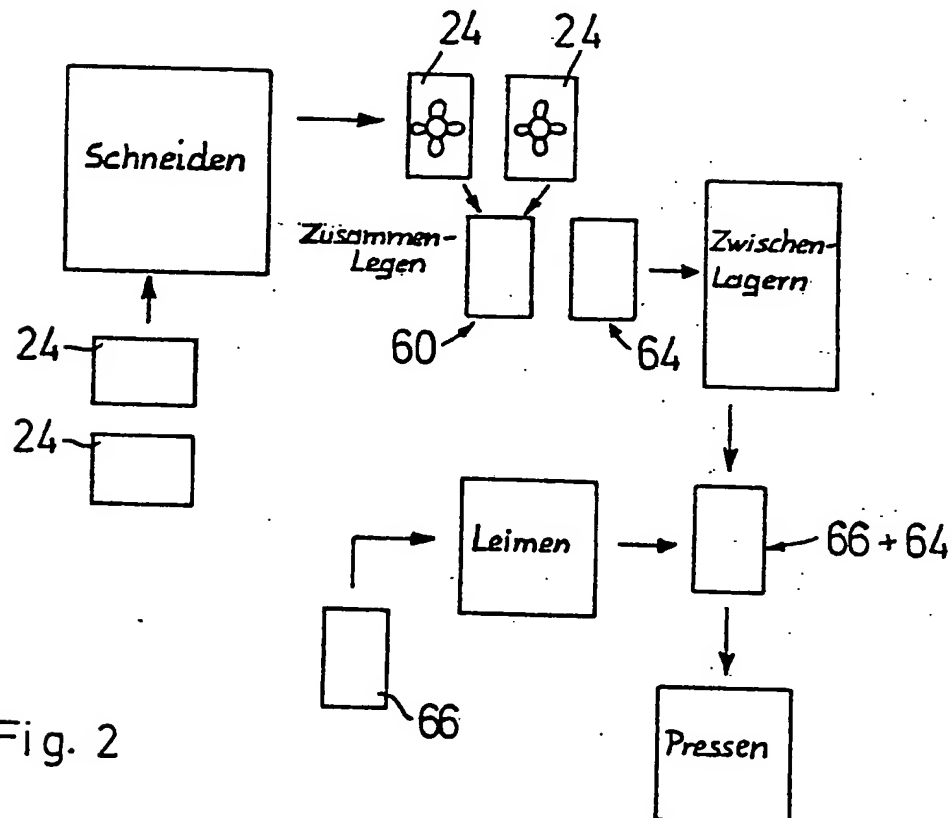 24 24
Schneiden
Zusammen-
Legen
Zwischen-
Lagern
60
64
24
24
Leimen
66 + 64
66
Fig. 2
Pressen